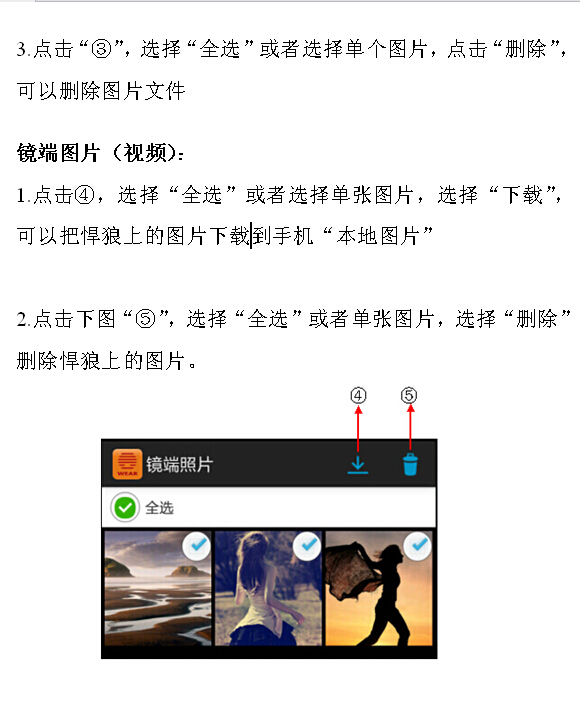 3.点击“③”，选择“全选”或者选择单个图片，点击“删除”，
可以删除图片文件
镜端图片（视频）：
1.点击④，选择“全选”或者选择单张图片，选择“下载”，
可以把悍狼上的图片下载到手机“本地图片”
2.点击下图“⑤”，选择“全选”或者单张图片，选择“删除”
删除悍狼上的图片。
④ ⑤
WEAR 镜端照片
全选